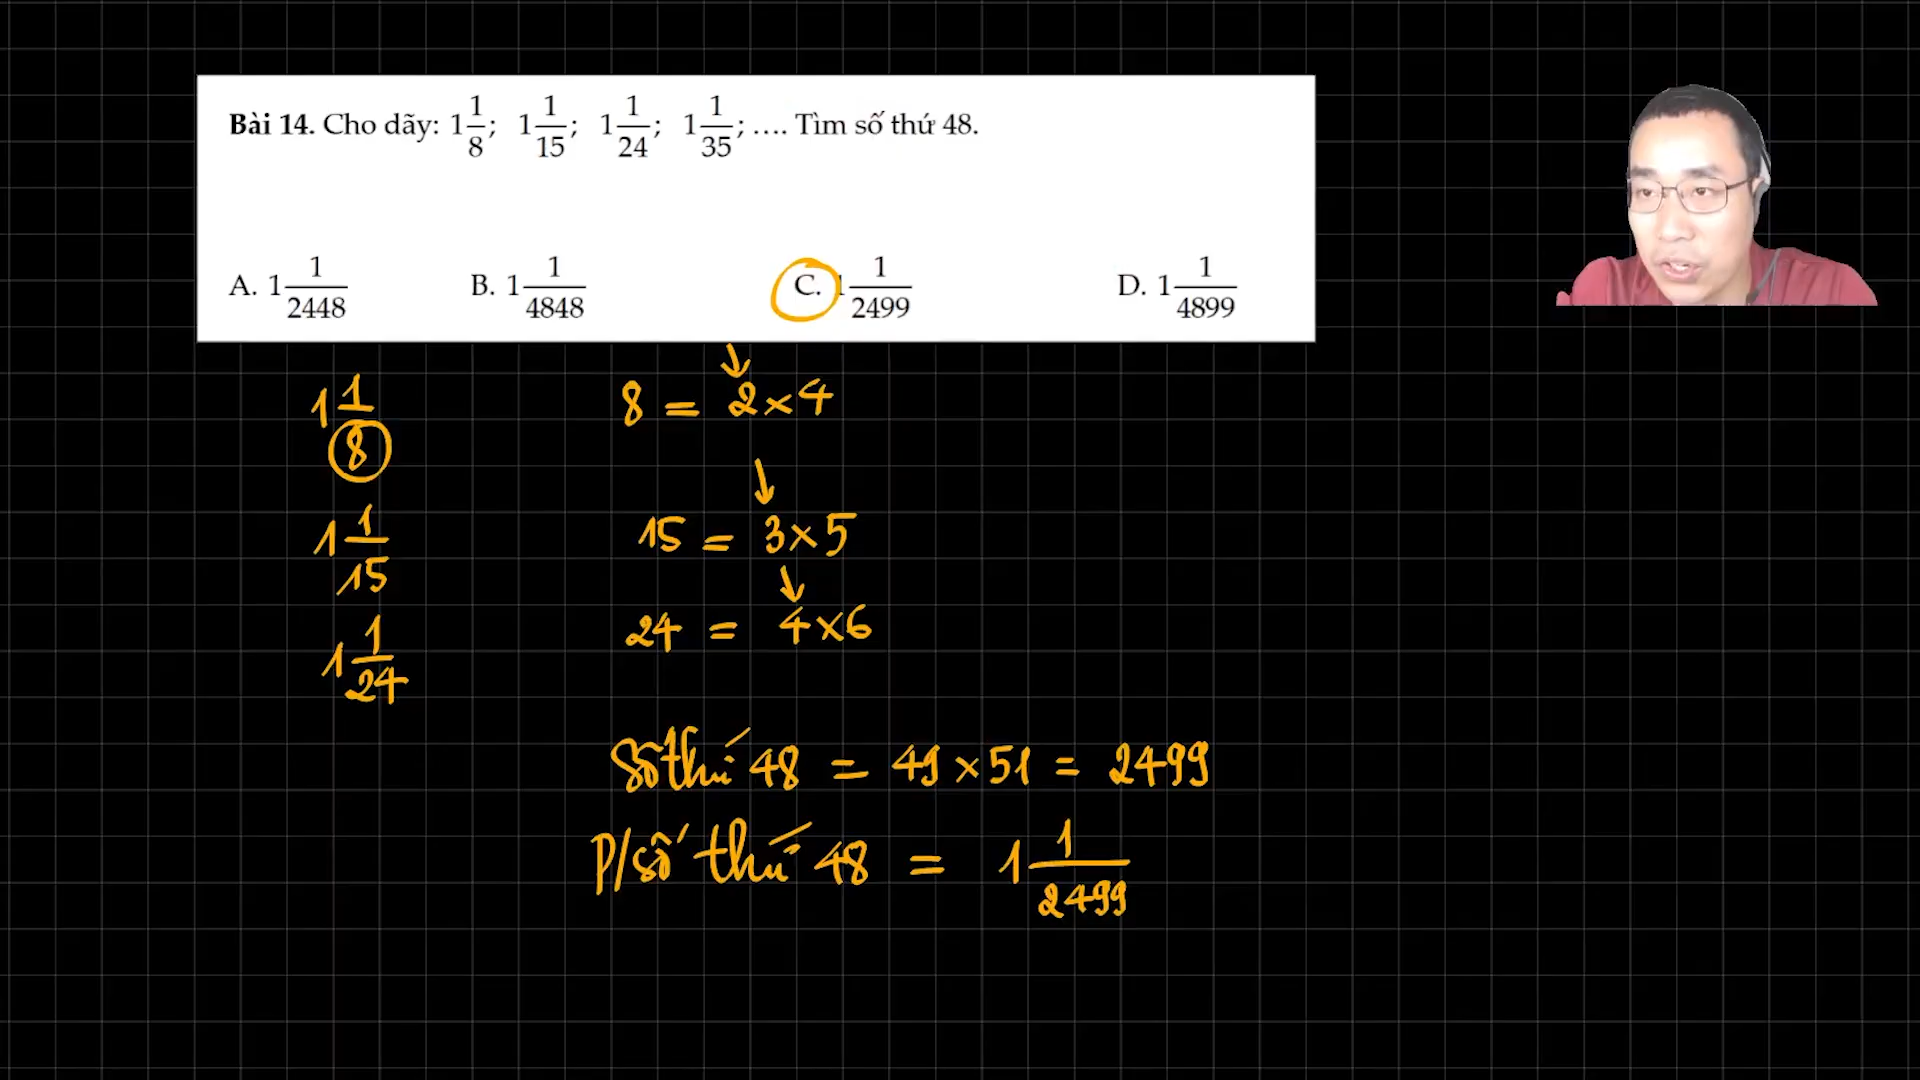 Bài 14. Cho dãy: 1 1/8; 1 1/15; 1 1/24; 1 1/35; .... Tìm số thứ 48.
A. 1 1/2448 B. 1 1/4848 C. 1 1/2499 D. 1 1/4899
1 1/8 8 = 2 × 4
1 1/15 15 = 3 × 5
1 1/24 24 = 4 × 6
Số thứ 48 = 49 × 51 = 2499
P/số thứ 48 = 1 1/2499